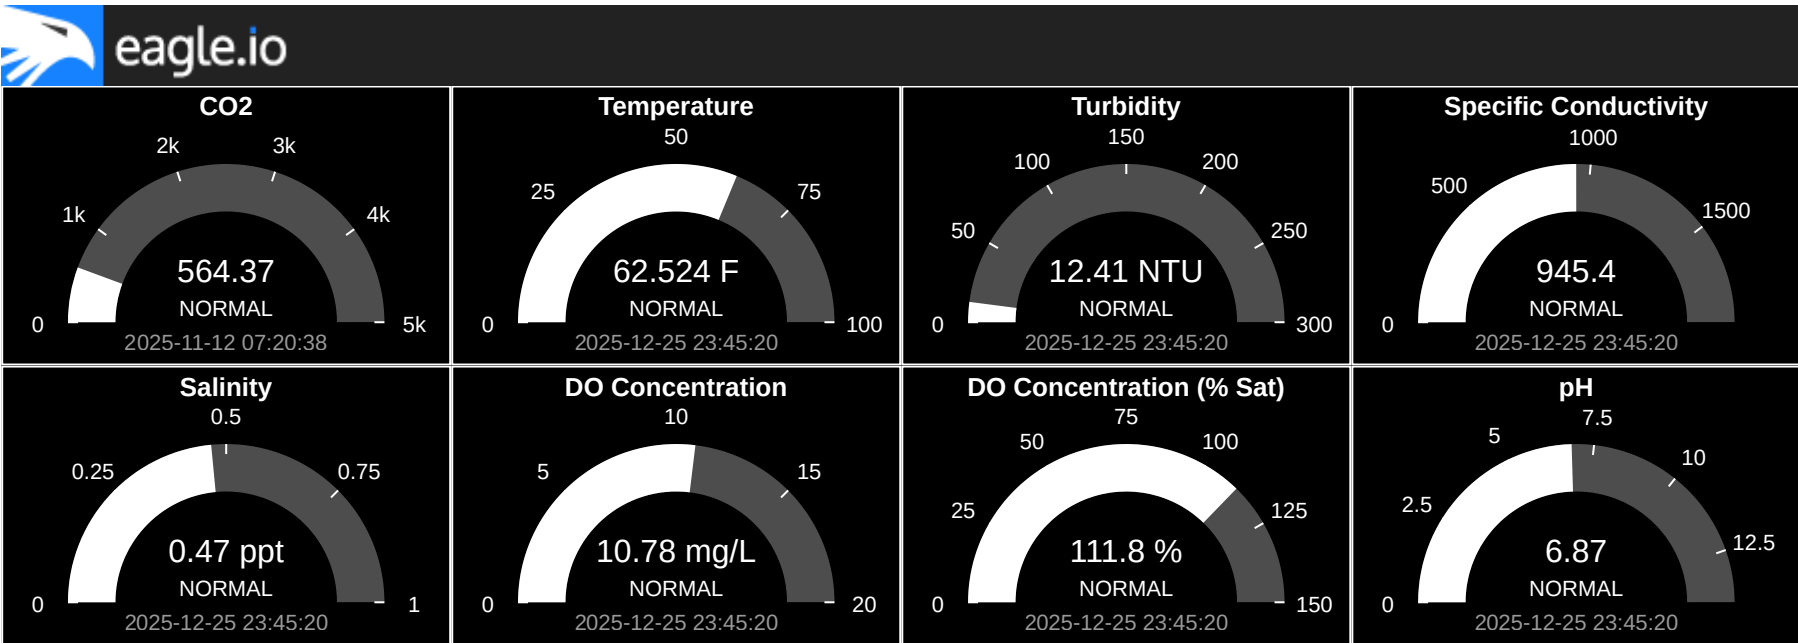 eagle.io
CO2
0
1k
2k
3k
4k
5k
564.37
NORMAL
2025-11-12 07:20:38
Temperature
0
25
50
75
100
62.524 F
NORMAL
2025-12-25 23:45:20
Turbidity
0
50
100
150
200
250
300
12.41 NTU
NORMAL
2025-12-25 23:45:20
Specific Conductivity
0
500
1000
1500
945.4
NORMAL
2025-12-25 23:45:20
Salinity
0
0.25
0.5
0.75
1
0.47 ppt
NORMAL
2025-12-25 23:45:20
DO Concentration
0
5
10
15
20
10.78 mg/L
NORMAL
2025-12-25 23:45:20
DO Concentration (% Sat)
0
25
50
75
100
125
150
111.8 %
NORMAL
2025-12-25 23:45:20
pH
0
2.5
5
7.5
10
12.5
6.87
NORMAL
2025-12-25 23:45:20